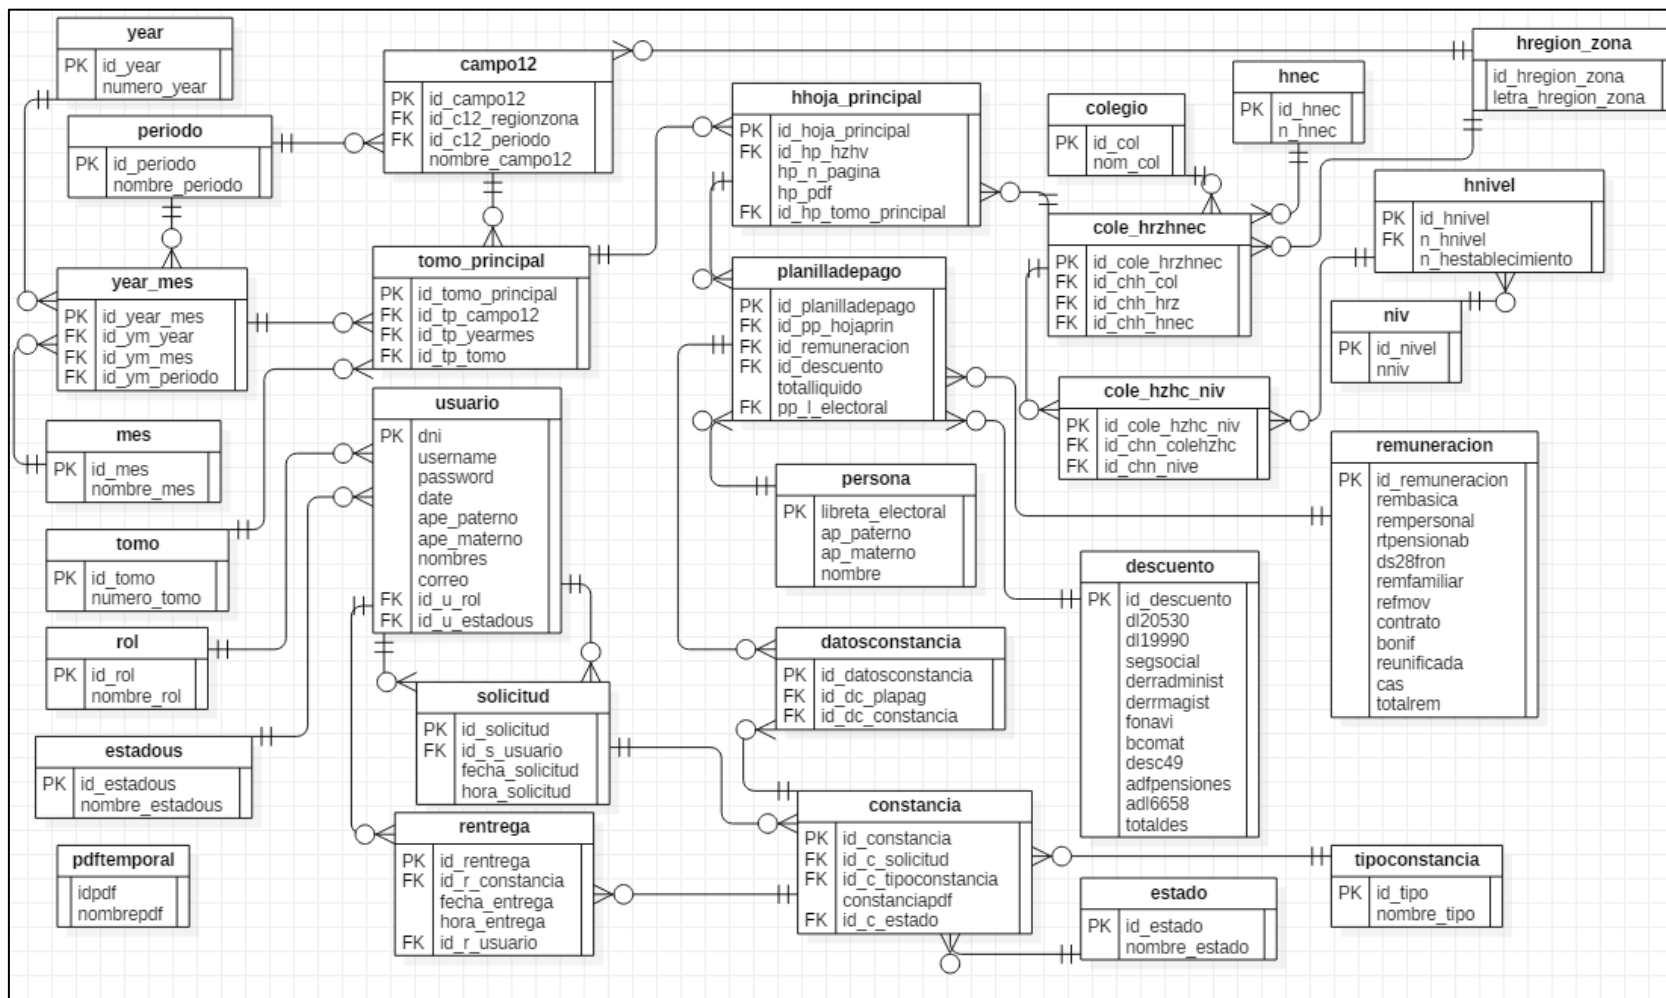 year
PK id_year
numero_year
periodo
PK id_periodo
nombre_periodo
year_mes
PK id_year_mes
FK id_ym_year
FK id_ym_mes
FK id_ym_periodo
mes
PK id_mes
nombre_mes
tomo
PK id_tomo
numero_tomo
rol
PK id_rol
nombre_rol
estadous
PK id_estadous
nombre_estadous
pdftemporal
idpdf
nombrepdf
campo12
PK id_campo12
FK id_c12_regionzona
FK id_c12_periodo
nombre_campo12
tomo_principal
PK id_tomo_principal
FK id_tp_campo12
FK id_tp_yearmes
FK id_tp_tomo
usuario
PK dni
username
password
date
ape_paterno
ape_materno
nombres
correo
FK id_u_rol
FK id_u_estadous
solicitud
PK id_solicitud
FK id_s_usuario
fecha_solicitud
hora_solicitud
rentrega
PK id_rentrega
FK id_r_constancia
fecha_entrega
hora_entrega
FK id_r_usuario
hhoja_principal
PK id_hoja_principal
FK id_hp_hzhv
hp_n_pagina
hp_pdf
FK id_hp_tomo_principal
planilladepago
PK id_planilladepago
FK id_pp_hojaprin
FK id_remuneracion
FK id_descuento
totalliquido
FK pp_l_electoral
persona
PK libreta_electoral
ap_paterno
ap_materno
nombre
datosconstancia
PK id_datosconstancia
FK id_dc_plapag
FK id_dc_constancia
constancia
PK id_constancia
FK id_c_solicitud
FK id_c_tipoconstancia
constanciapdf
FK id_c_estado
colegio
PK id_col
nom_col
hnec
PK id_hnec
n_hnec
hregion_zona
id_hregion_zona
letra_hregion_zona
cole_hrzhnec
PK id_cole_hrzhnec
FK id_chh_col
FK id_chh_hrz
FK id_chh_hnec
hnivel
PK id_hnivel
FK n_hnivel
n_hestablecimiento
niv
PK id_nivel
nniv
cole_hzhc_niv
PK id_cole_hzhc_niv
FK id_chn_colehzhc
FK id_chn_nive
remuneracion
PK id_remuneracion
rembasica
rempersonal
rtpensionab
ds28fron
remfamiliar
refmov
contrato
bonif
reunificada
cas
totalrem
descuento
PK id_descuento
dl20530
dl19990
segsocial
derradminist
derrmagist
fonavi
bcomat
desc49
adfpensiones
adl6658
totaldes
tipoconstancia
PK id_tipo
nombre_tipo
estado
PK id_estado
nombre_estado